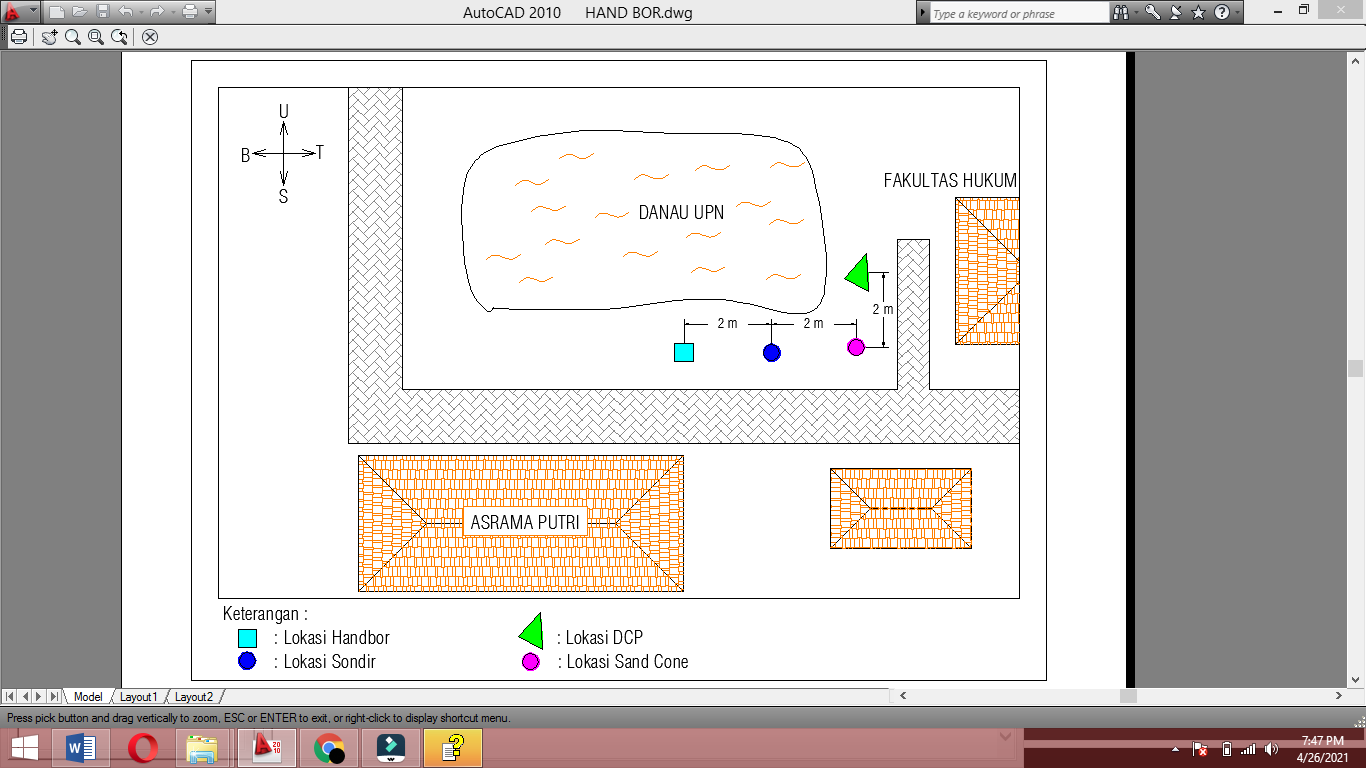 AutoCAD 2010 HAND BOR.dwg
Type a keyword or phrase
U
B T
S
FAKULTAS HUKUM
DANAU UPN
2 m
2 m 2 m
ASRAMA PUTRI
Keterangan :
: Lokasi Handbor
: Lokasi DCP
: Lokasi Sondir
: Lokasi Sand Cone
Model Layout1 Layout2
Press pick button and drag vertically to zoom, ESC or ENTER to exit, or right-click to display shortcut menu.
7:47 PM
4/26/2021